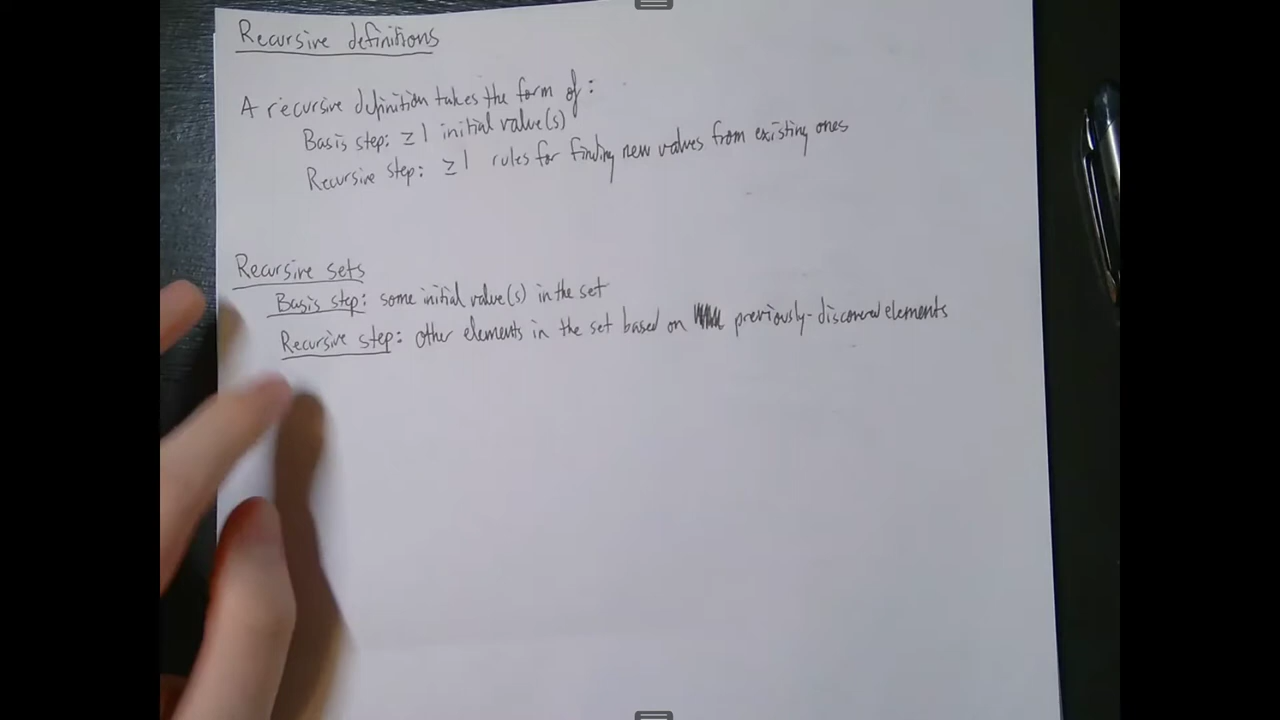 Recursive definitions
A recursive definition takes the form of:
Basis step: ≥1 initial value(s)
Recursive step: ≥1 rules for finding new values from existing ones
Recursive sets
Basis step: some initial value(s) in the set
Recursive step: other elements in the set based on previously-discovered elements